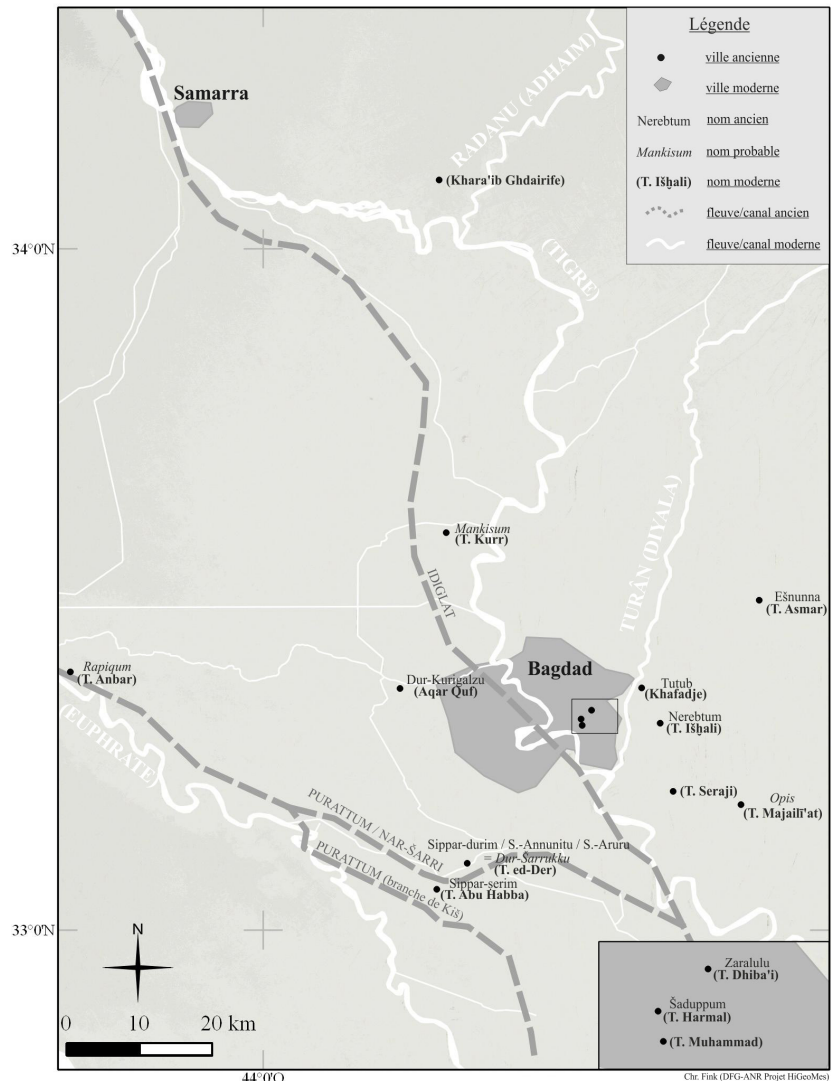 Légende
ville ancienne
ville moderne
Nerebtum nom ancien
Mankisum nom probable
(T. Išḫali) nom moderne
fleuve/canal ancien
fleuve/canal moderne
Samarra
RADANU (ADHAIM)
(Khara'ib Ghdairife)
34°0'N
(TIGRE)
Mankisum
(T. Kurr)
IDIGLAT
TURÂN (DIYALA)
Ešnunna
(T. Asmar)
Rapiqum
(T. Anbar)
Dur-Kurigalzu
(Aqar Quf)
Bagdad
Tutub
(Khafadje)
Nerebtum
(T. Išḫali)
(EUPHRATE)
(T. Seraji)
Opis
(T. Majailī'at)
PURATTUM / NAR-ŠARRI
PURATTUM (branche de Kiš)
Sippar-durim / S.-Annunitu / S.-Aruru
= Dur-Šarrukku
(T. ed-Der)
Sippar-ṣerim
(T. Abu Habba)
33°0'N
N
0 10 20 km
Zaralulu
(T. Dhiba'i)
Šaduppum
(T. Harmal)
(T. Muhammad)
44°0'O
Chr. Fink (DFG-ANR Projet HiGeoMes)